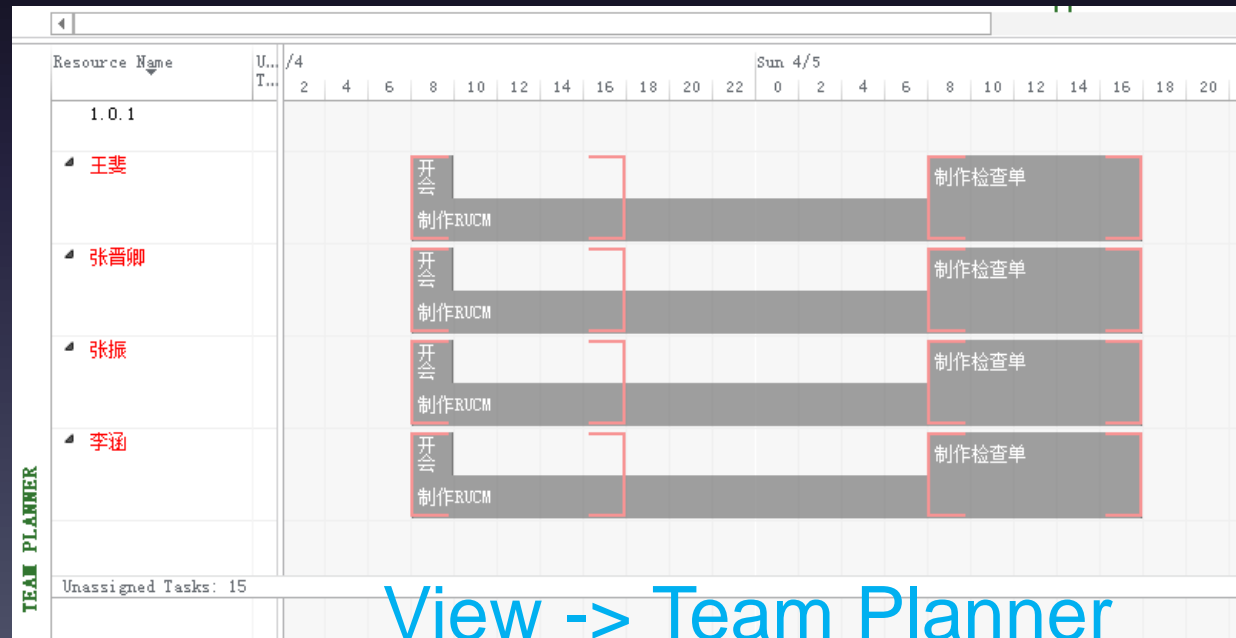 Resource Name U... /4 Sun 4/5
T... 2 4 6 8 10 12 14 16 18 20 22 0 2 4 6 8 10 12 14 16 18 20
1.0.1
王斐 开会 制作检查单
制作RUCM
张晋卿 开会 制作检查单
制作RUCM
张振 开会 制作检查单
制作RUCM
李涵 开会 制作检查单
制作RUCM
TEAM PLANNER
Unassigned Tasks: 15
View -> Team Planner